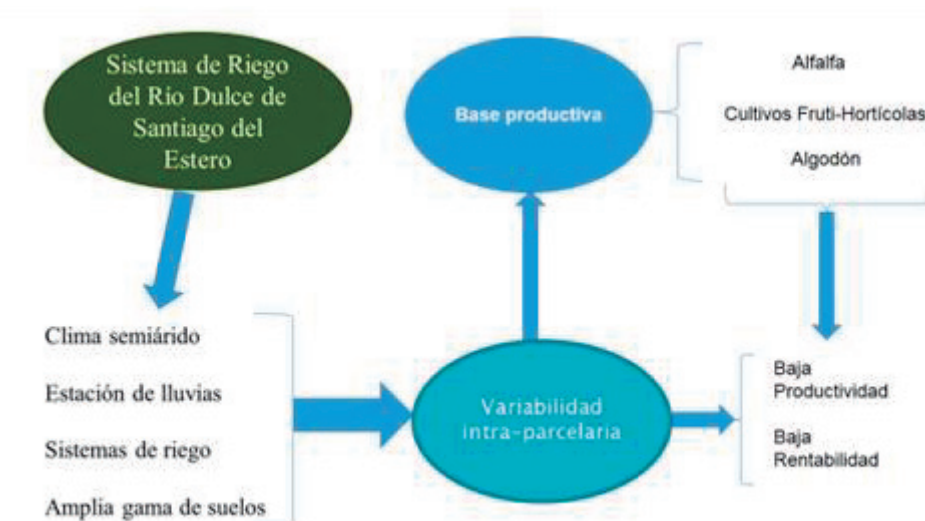 Sistema de Riego
del Río Dulce de
Santiago del
Estero
Base productiva
Alfalfa
Cultivos Fruti-Hortícolas
Algodón
Clima semiárido
Estación de lluvias
Sistemas de riego
Amplia gama de suelos
Variabilidad
intra-parcelaria
Baja
Productividad
Baja
Rentabilidad